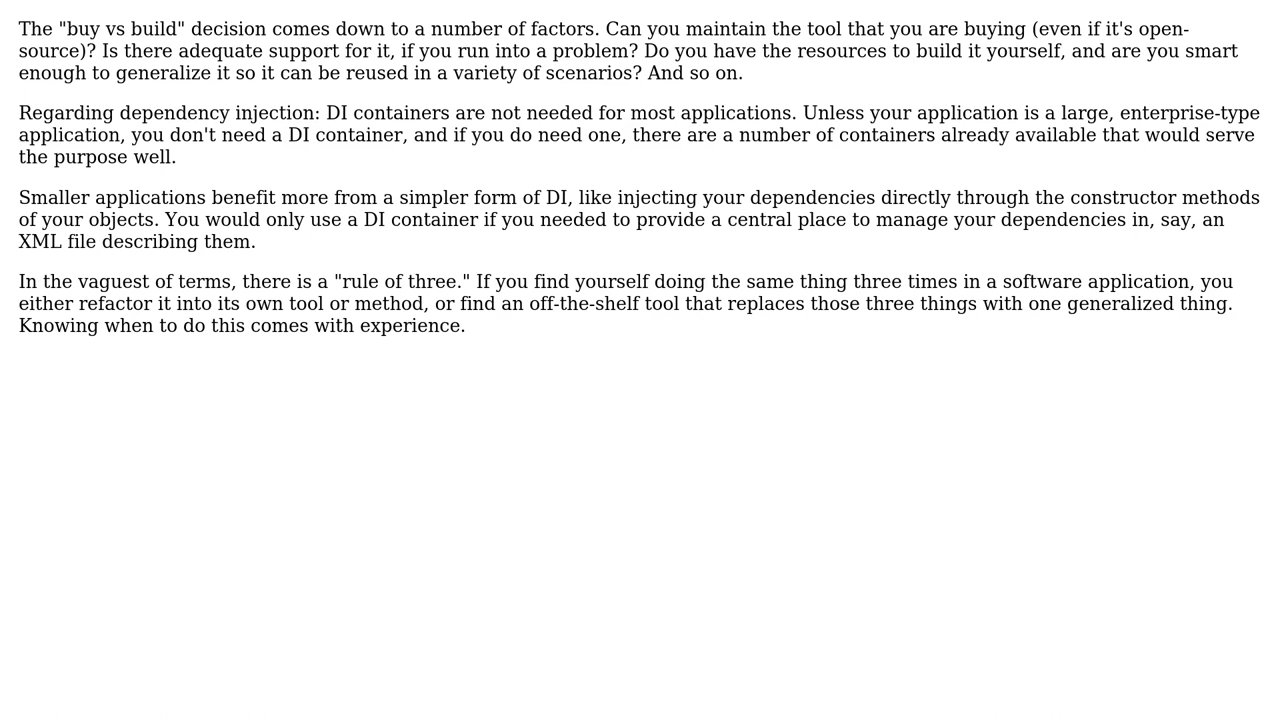 The "buy vs build" decision comes down to a number of factors. Can you maintain the tool that you are buying (even if it's open-
source)? Is there adequate support for it, if you run into a problem? Do you have the resources to build it yourself, and are you smart
enough to generalize it so it can be reused in a variety of scenarios? And so on.
Regarding dependency injection: DI containers are not needed for most applications. Unless your application is a large, enterprise-type
application, you don't need a DI container, and if you do need one, there are a number of containers already available that would serve
the purpose well.
Smaller applications benefit more from a simpler form of DI, like injecting your dependencies directly through the constructor methods
of your objects. You would only use a DI container if you needed to provide a central place to manage your dependencies in, say, an
XML file describing them.
In the vaguest of terms, there is a "rule of three." If you find yourself doing the same thing three times in a software application, you
either refactor it into its own tool or method, or find an off-the-shelf tool that replaces those three things with one generalized thing.
Knowing when to do this comes with experience.